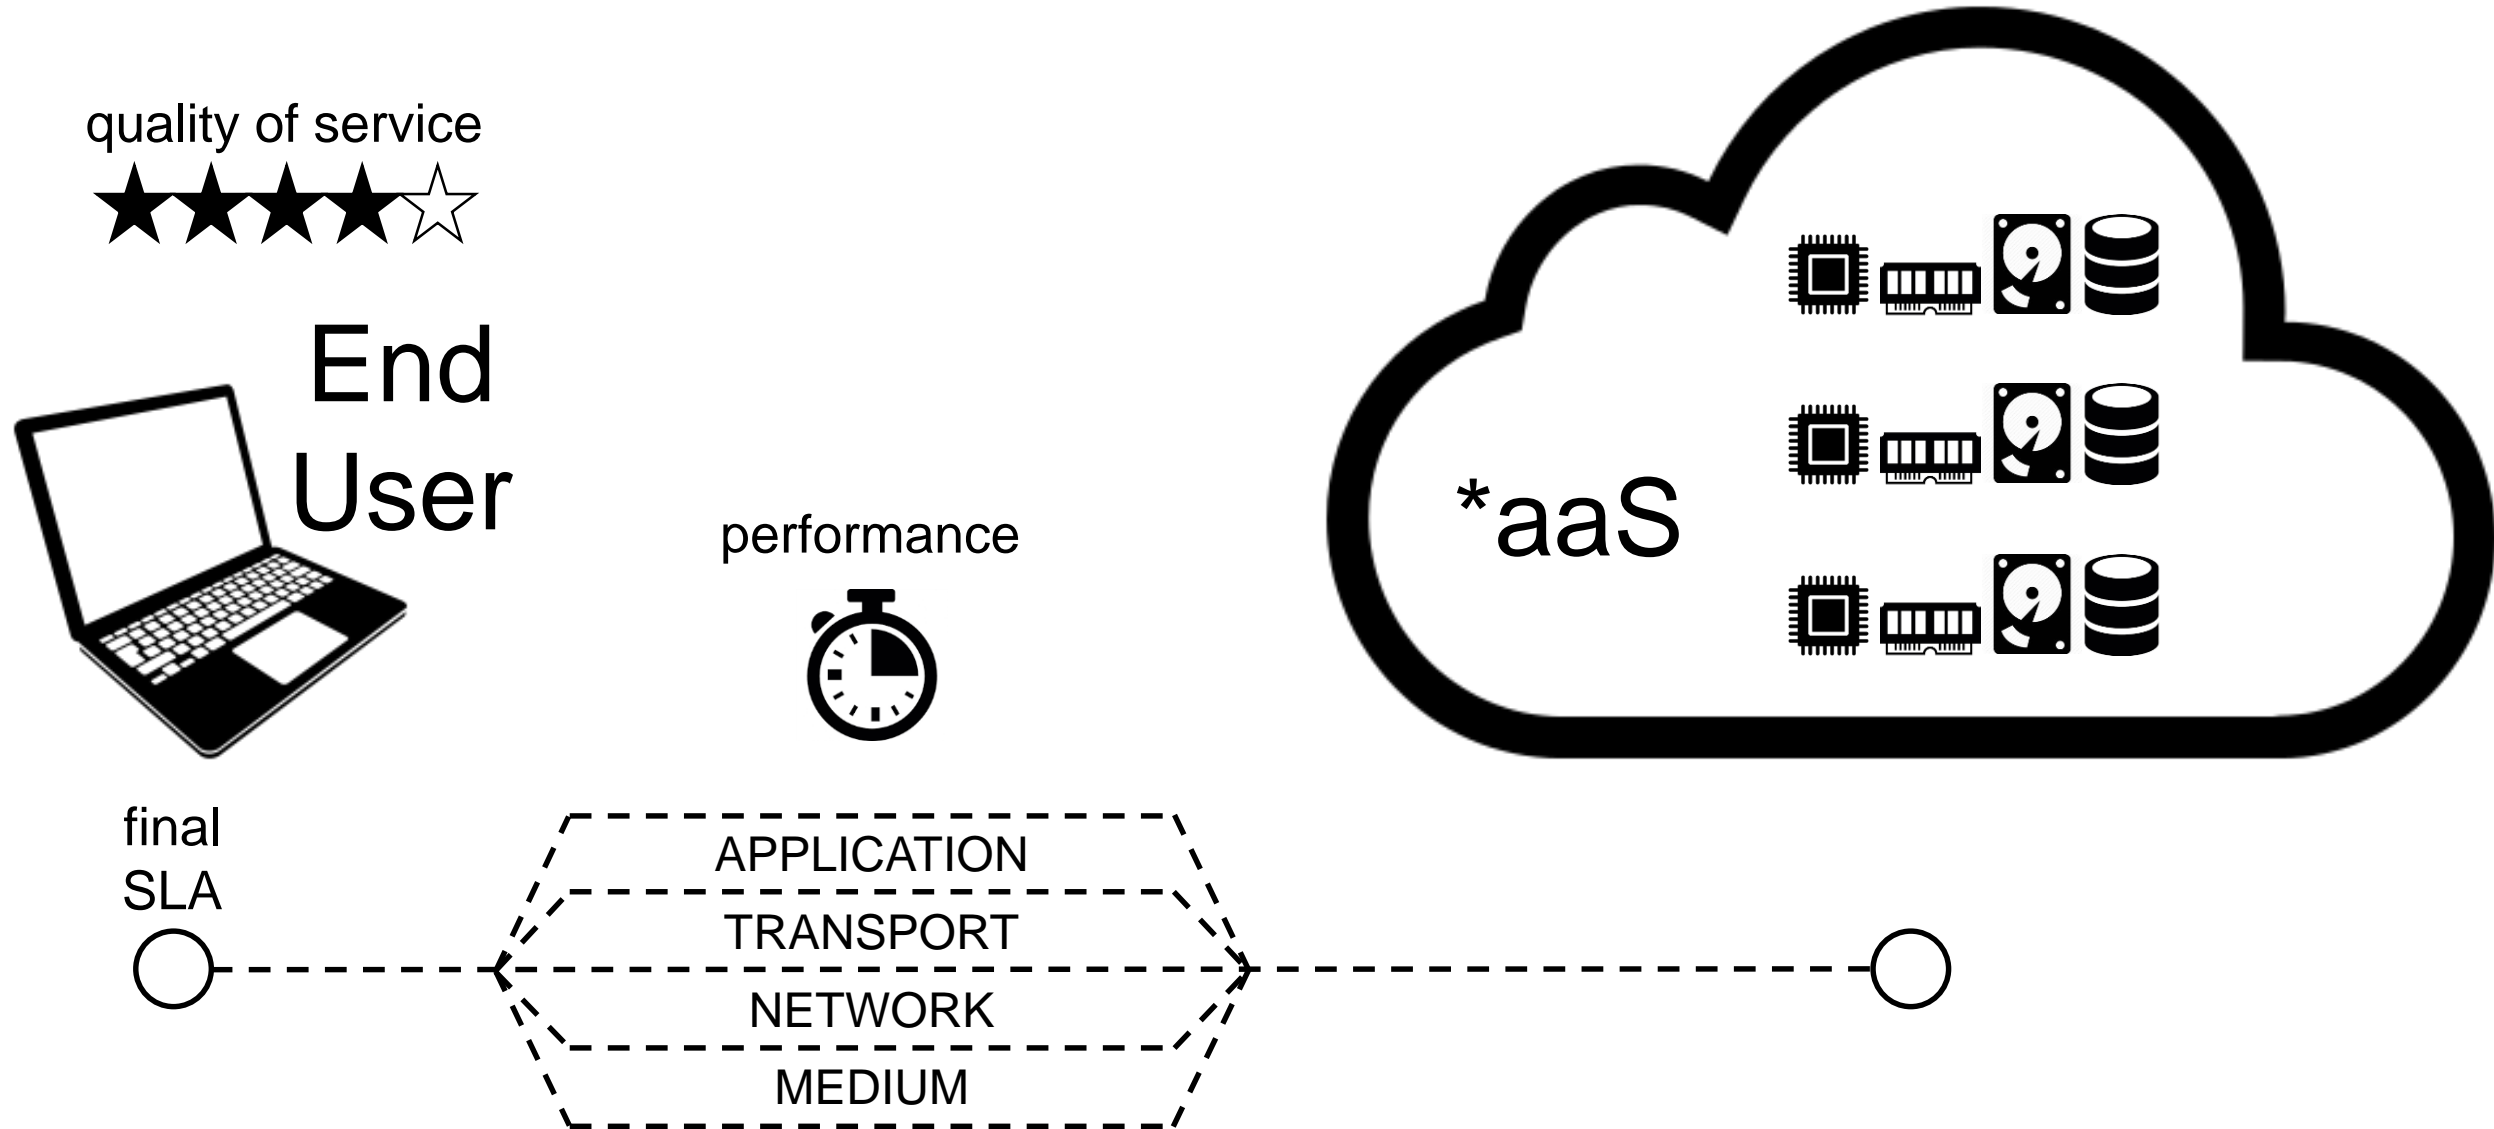 quality of service
End
User
performance
*aaS
final
SLA
APPLICATION
TRANSPORT
NETWORK
MEDIUM